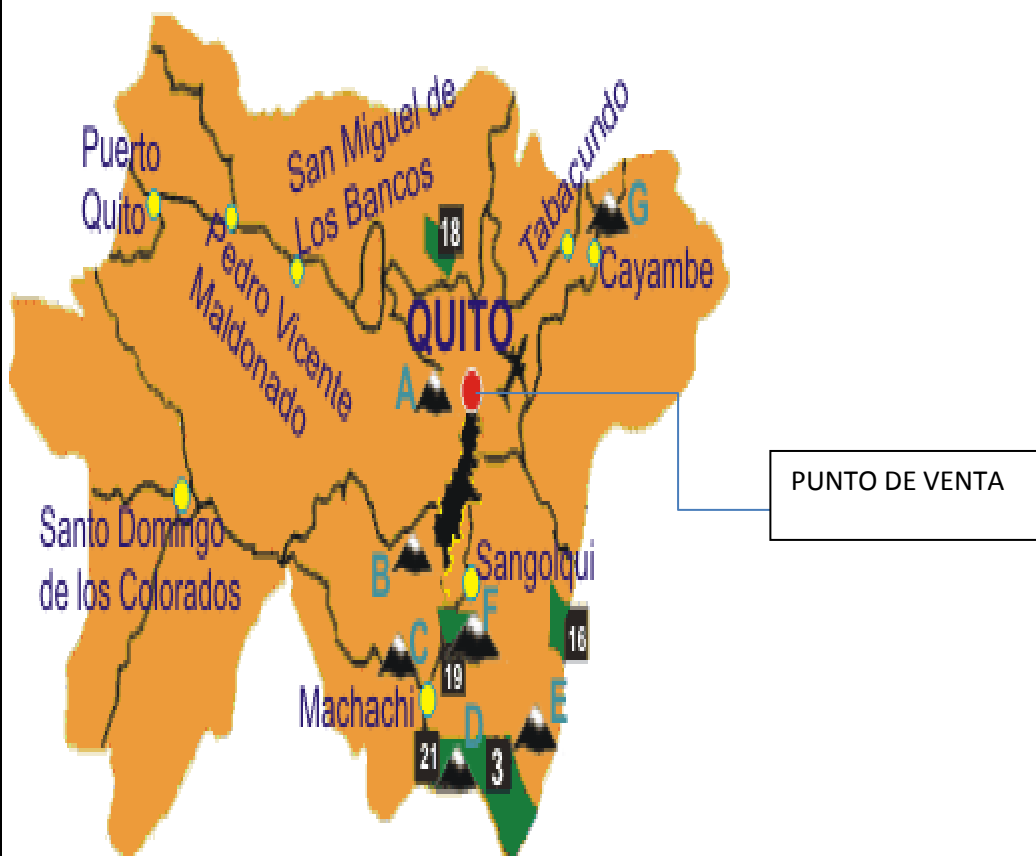 Puerto
Quito
San Miguel de
Los Bancos
Pedro Vicente
Maldonado
18
Tabacundo
G
Cayambe
QUITO
A
PUNTO DE VENTA
Santo Domingo
de los Colorados
B
Sangolqui
F
C
19
16
Machachi
D
E
21
3